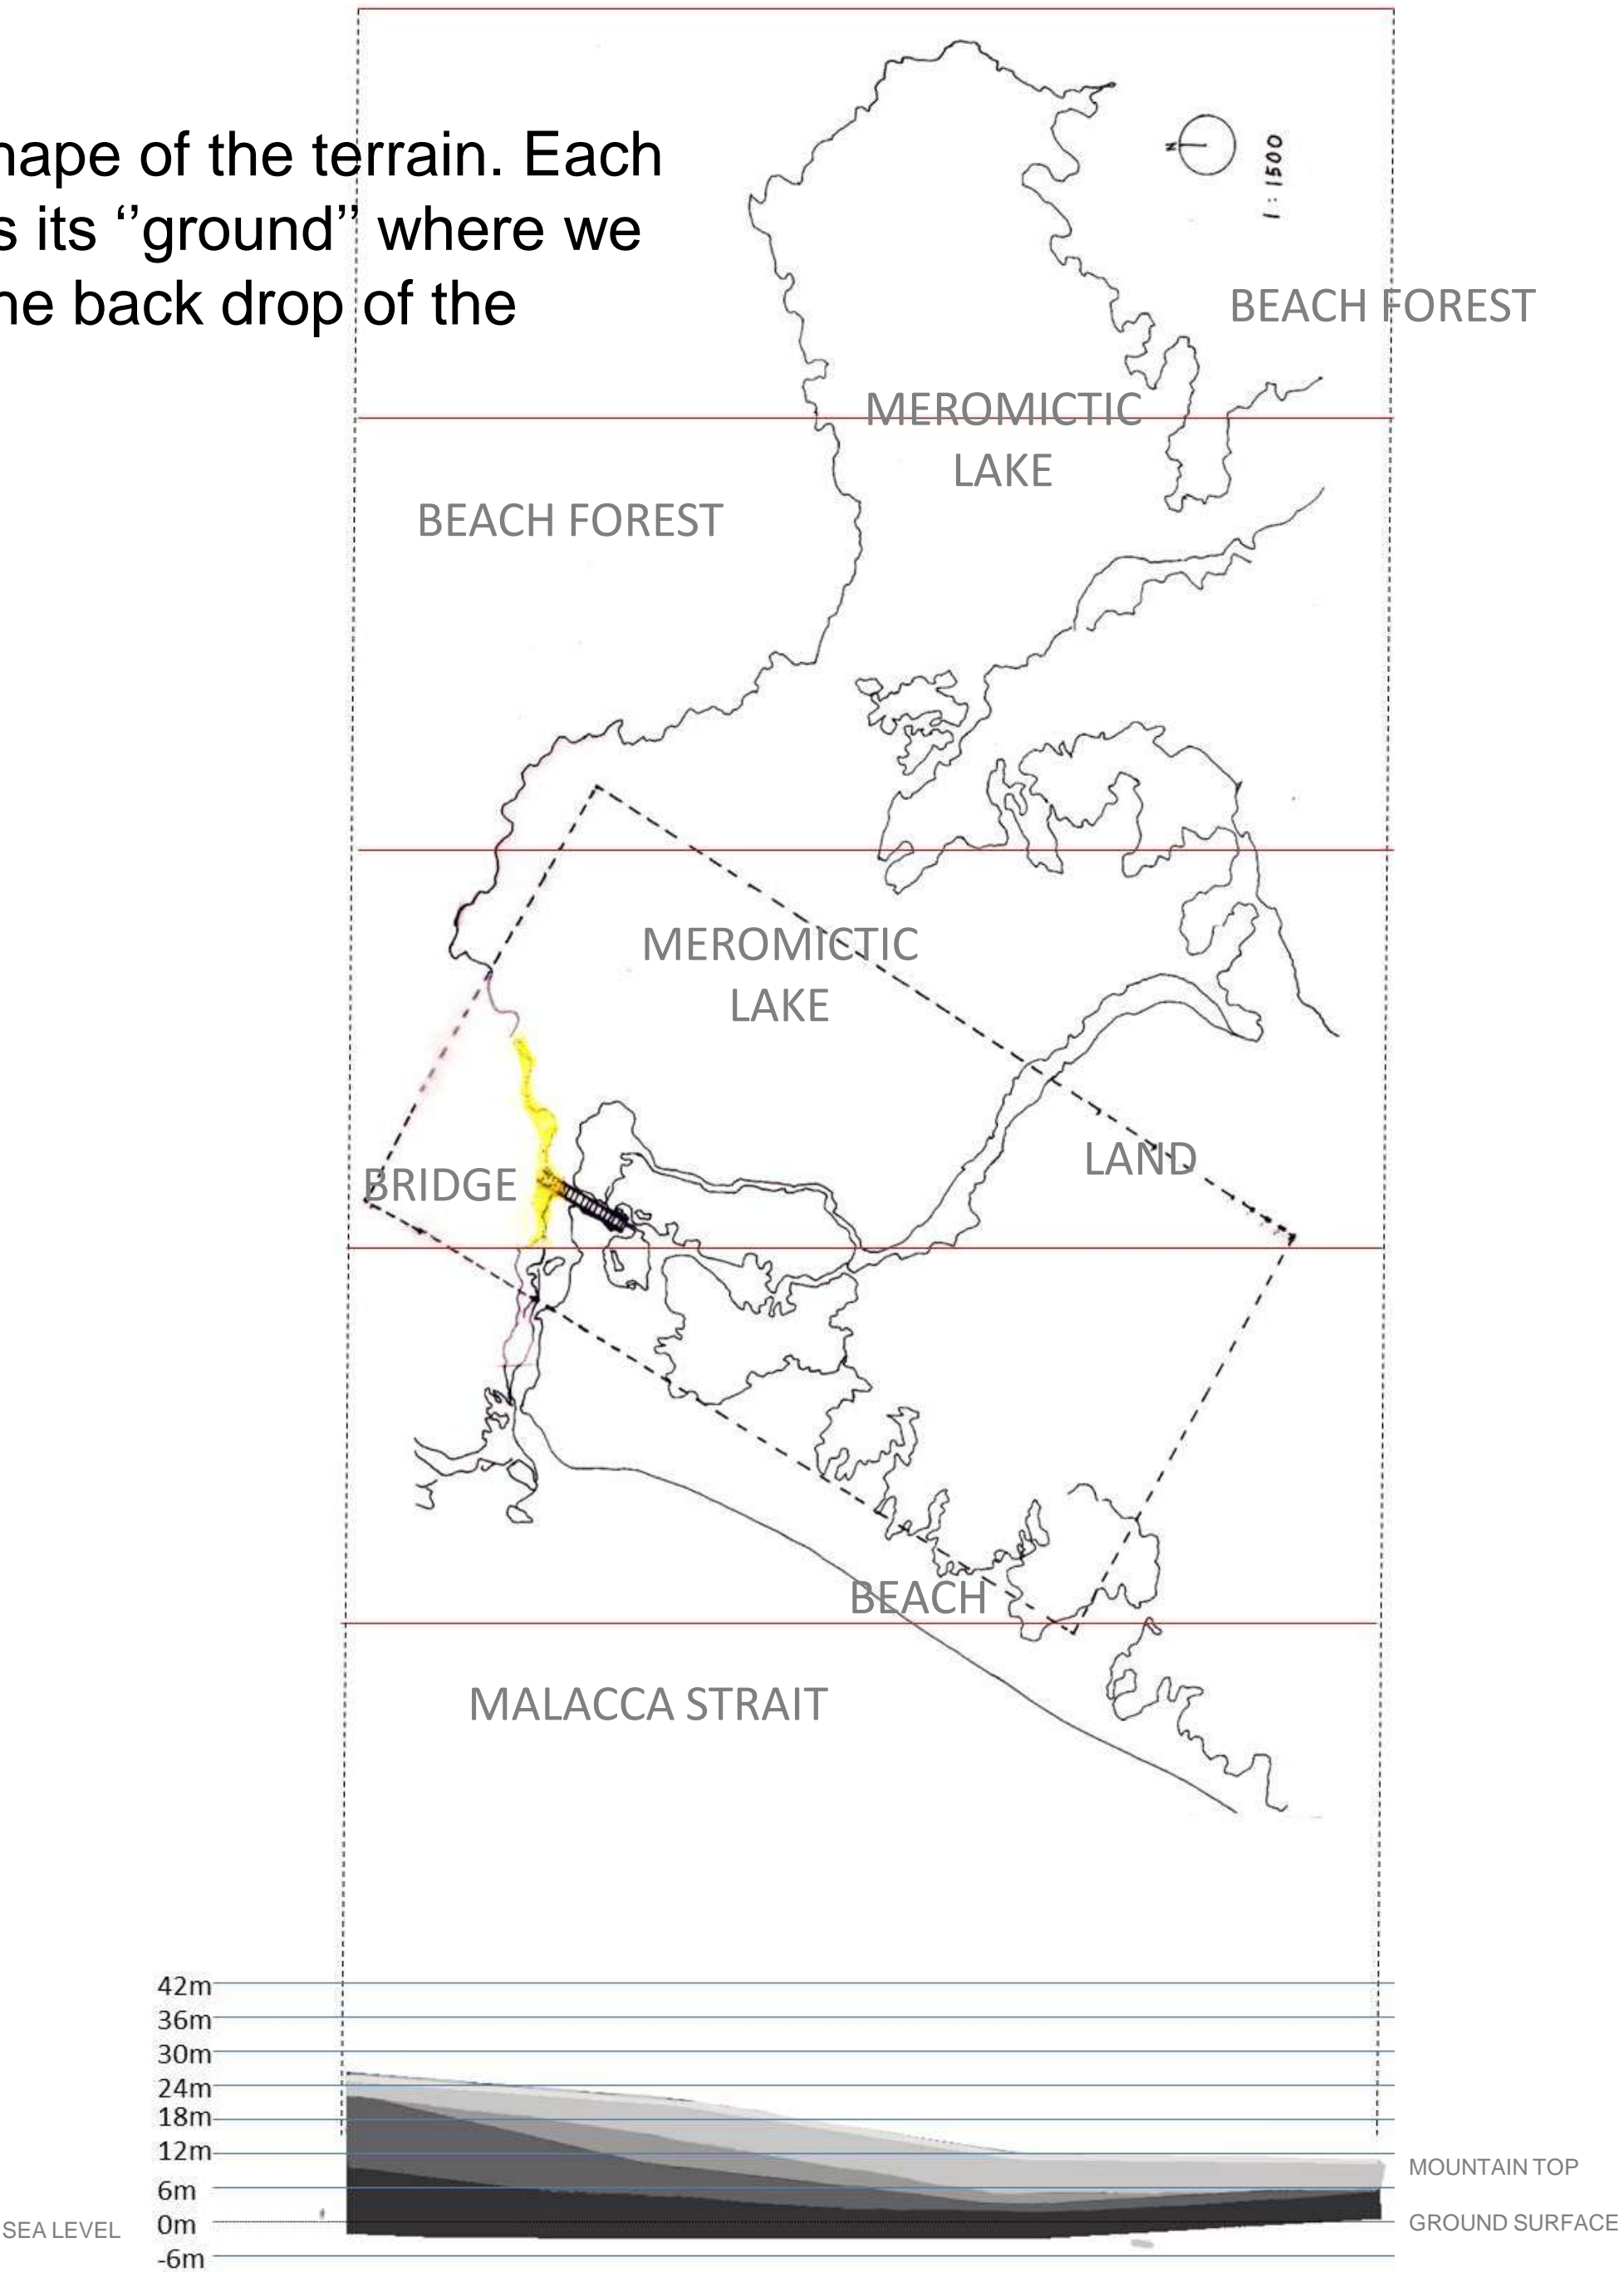 hape of the terrain. Each
s its ‘’ground’’ where we
he back drop of the
N
1 : 1500
BEACH FOREST
MEROMICTIC
LAKE
BEACH FOREST
MEROMICTIC
LAKE
LAND
BRIDGE
BEACH
MALACCA STRAIT
42m
36m
30m
24m
18m
12m
6m
0m
-6m
MOUNTAIN TOP
SEA LEVEL
GROUND SURFACE